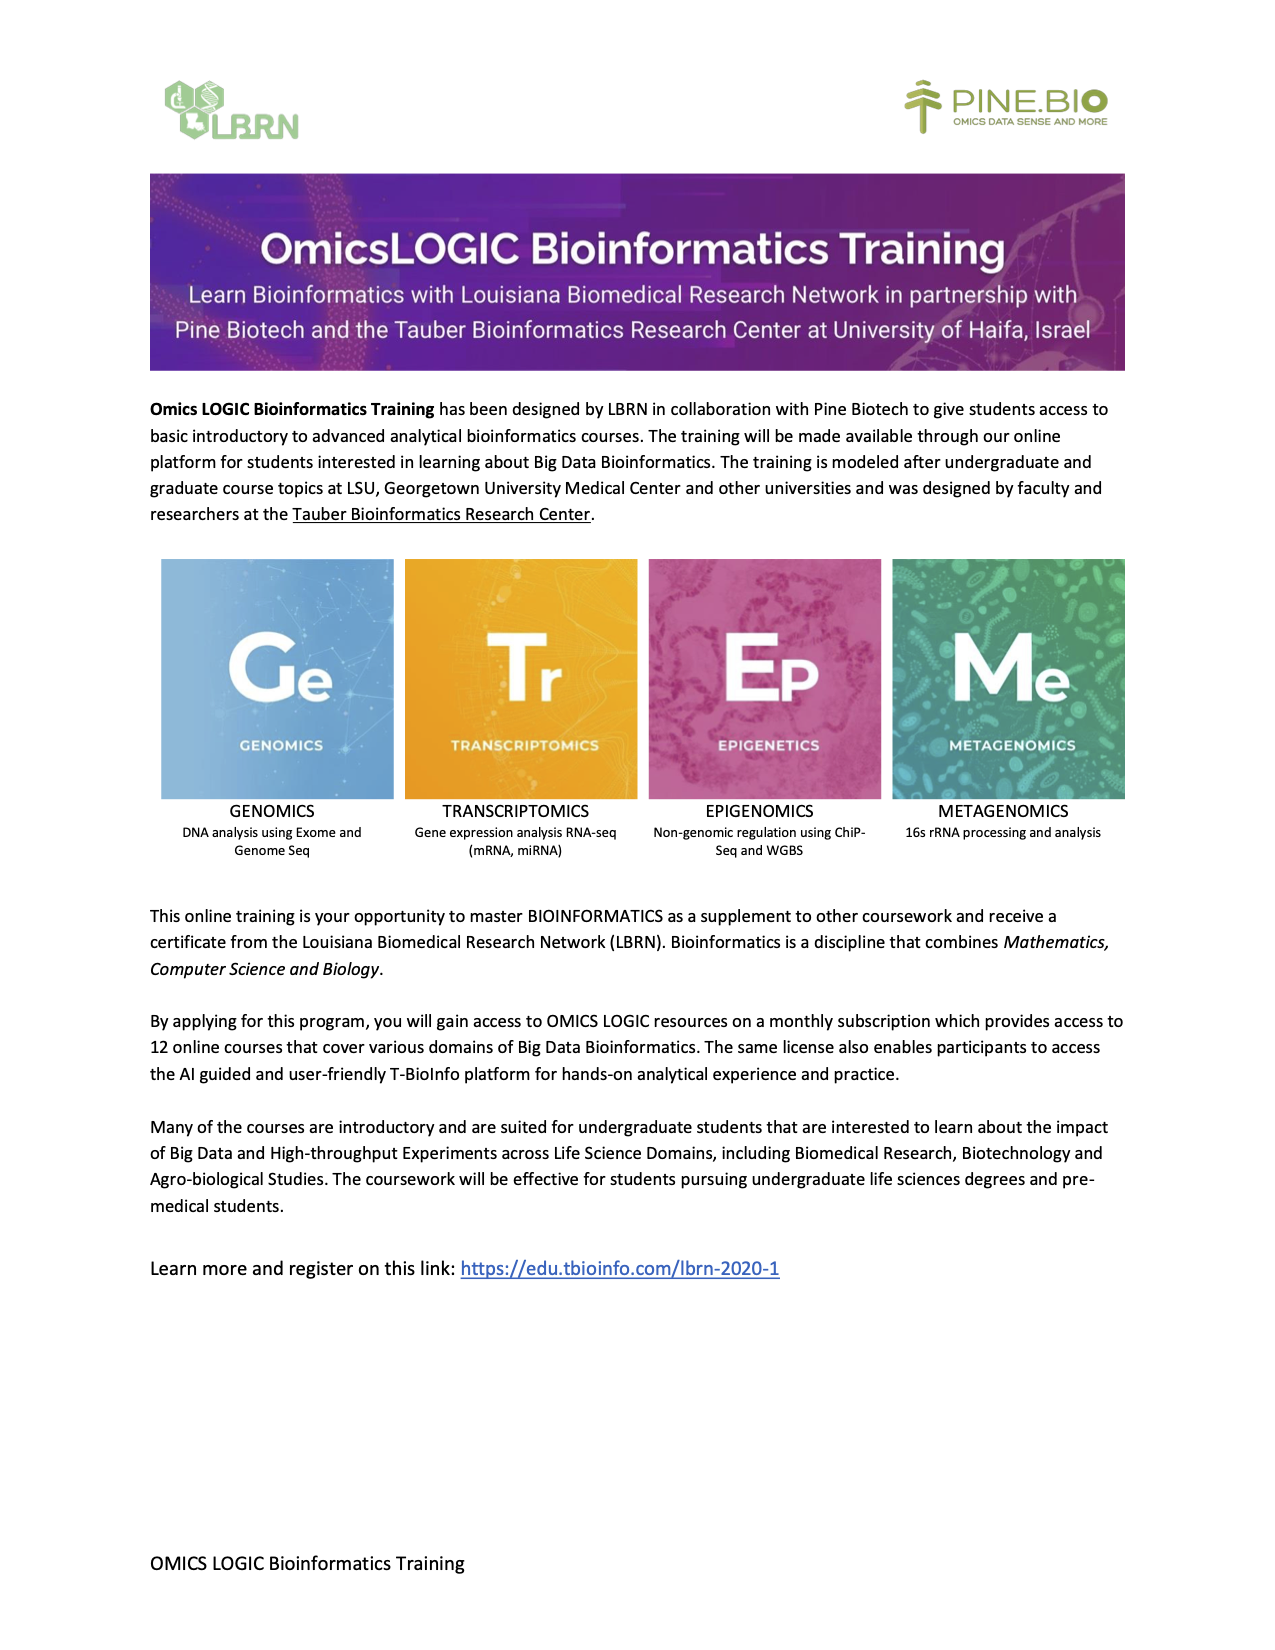 LBRN
PINE.BIO
OMICS DATA SENSE AND MORE
OmicsLOGIC Bioinformatics Training
Learn Bioinformatics with Louisiana Biomedical Research Network in partnership with
Pine Biotech and the Tauber Bioinformatics Research Center at University of Haifa, Israel
Omics LOGIC Bioinformatics Training has been designed by LBRN in collaboration with Pine Biotech to give students access to
basic introductory to advanced analytical bioinformatics courses. The training will be made available through our online
platform for students interested in learning about Big Data Bioinformatics. The training is modeled after undergraduate and
graduate course topics at LSU, Georgetown University Medical Center and other universities and was designed by faculty and
researchers at the Tauber Bioinformatics Research Center.
Ge
GENOMICS
Tr
TRANSCRIPTOMICS
Ep
EPIGENETICS
Me
METAGENOMICS
GENOMICS
DNA analysis using Exome and
Genome Seq
TRANSCRIPTOMICS
Gene expression analysis RNA-seq
(mRNA, miRNA)
EPIGENOMICS
Non-genomic regulation using ChiP-
Seq and WGBS
METAGENOMICS
16s rRNA processing and analysis
This online training is your opportunity to master BIOINFORMATICS as a supplement to other coursework and receive a
certificate from the Louisiana Biomedical Research Network (LBRN). Bioinformatics is a discipline that combines Mathematics,
Computer Science and Biology.
By applying for this program, you will gain access to OMICS LOGIC resources on a monthly subscription which provides access to
12 online courses that cover various domains of Big Data Bioinformatics. The same license also enables participants to access
the AI guided and user-friendly T-BioInfo platform for hands-on analytical experience and practice.
Many of the courses are introductory and are suited for undergraduate students that are interested to learn about the impact
of Big Data and High-throughput Experiments across Life Science Domains, including Biomedical Research, Biotechnology and
Agro-biological Studies. The coursework will be effective for students pursuing undergraduate life sciences degrees and pre-
medical students.
Learn more and register on this link: https://edu.tbioinfo.com/lbrn-2020-1
OMICS LOGIC Bioinformatics Training